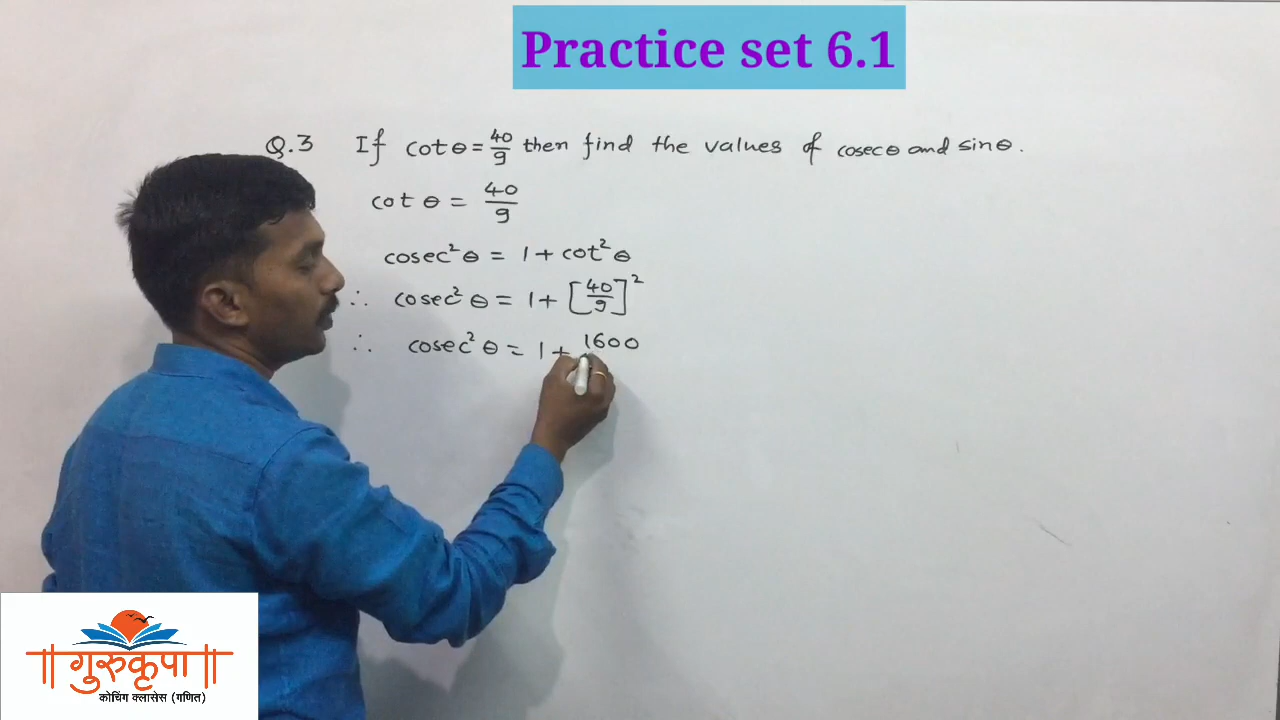 Practice set 6.1
Q.3 If cotθ = 40/9 then find the values of cosecθ and sinθ.
cot θ = 40/9
cosec²θ = 1 + cot²θ
∴ cosec²θ = 1 + [40/9]²
∴ cosec²θ = 1 + 1600
गुरुकृपा
कोचिंग क्लासेस (गणित)